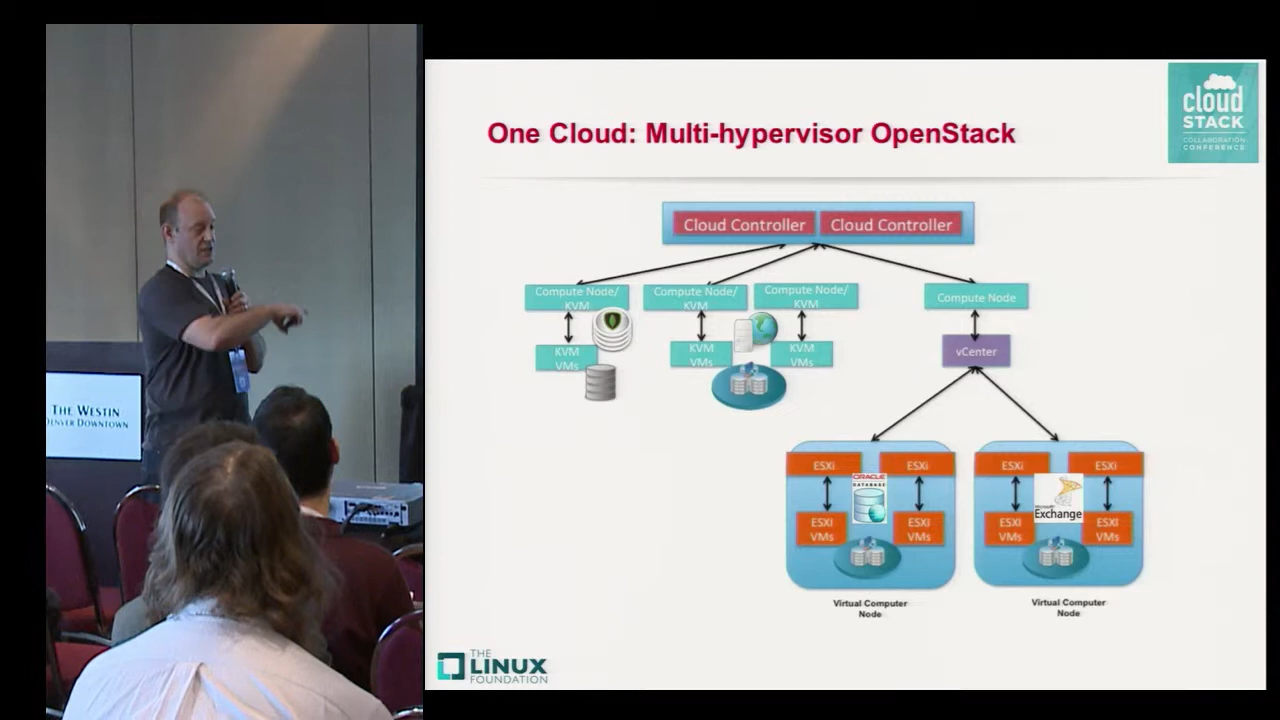 cloud
STACK
COLLABORATION
CONFERENCE
One Cloud: Multi-hypervisor OpenStack
Cloud Controller
Cloud Controller
Compute Node/
KVM
Compute Node/
KVM
Compute Node/
KVM
Compute Node
KVM
VMs
KVM
VMs
KVM
VMs
vCenter
THE WESTIN
DENVER DOWNTOWN
ESXi
ESXi
ESXi
ESXi
ORACLE
DATABASE
Microsoft
Exchange
ESXI
VMs
ESXI
VMs
ESXI
VMs
ESXI
VMs
Virtual Computer
Node
Virtual Computer
Node
THE
LINUX
FOUNDATION